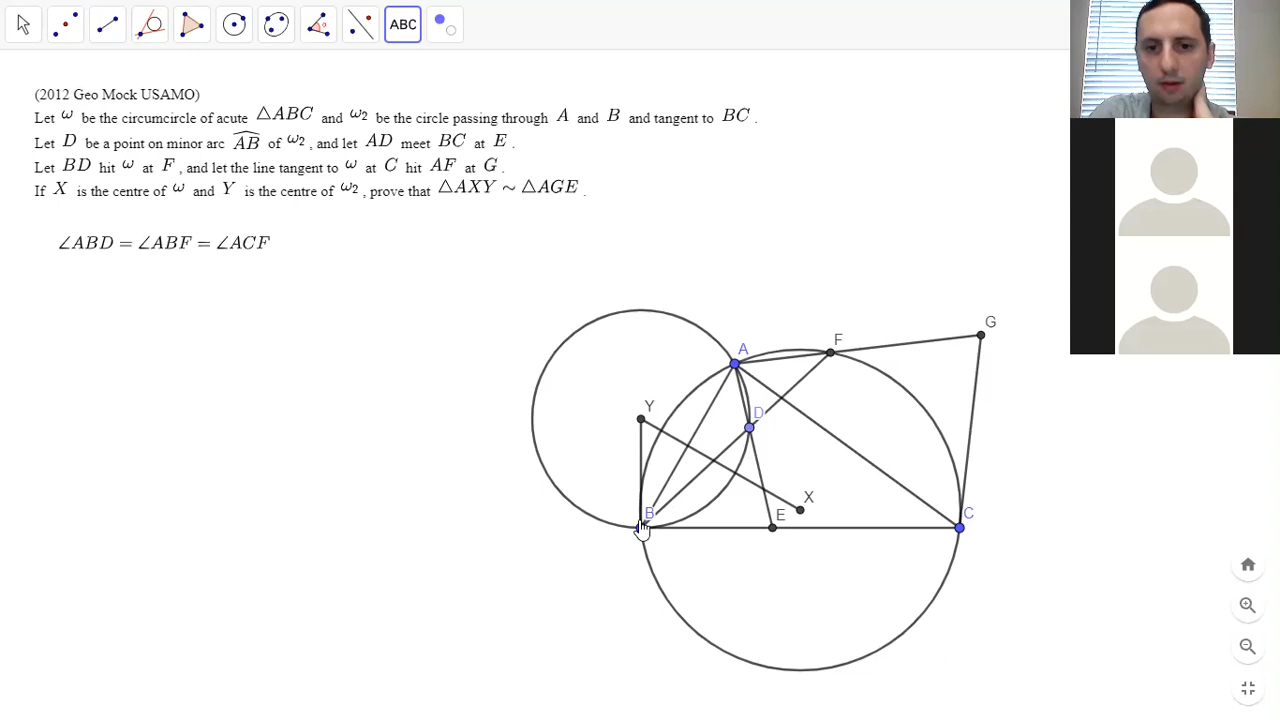 ABC
(2012 Geo Mock USAMO)
Let ω be the circumcircle of acute △ABC and ω₂ be the circle passing through A and B and tangent to BC .
Let D be a point on minor arc A͡B of ω₂, and let AD meet BC at E .
Let BD hit ω at F , and let the line tangent to ω at C hit AF at G .
If X is the centre of ω and Y is the centre of ω₂, prove that △AXY ∼ △AGE .
∠ABD = ∠ABF = ∠ACF
G
F
A
Y
D
X
B
E
C